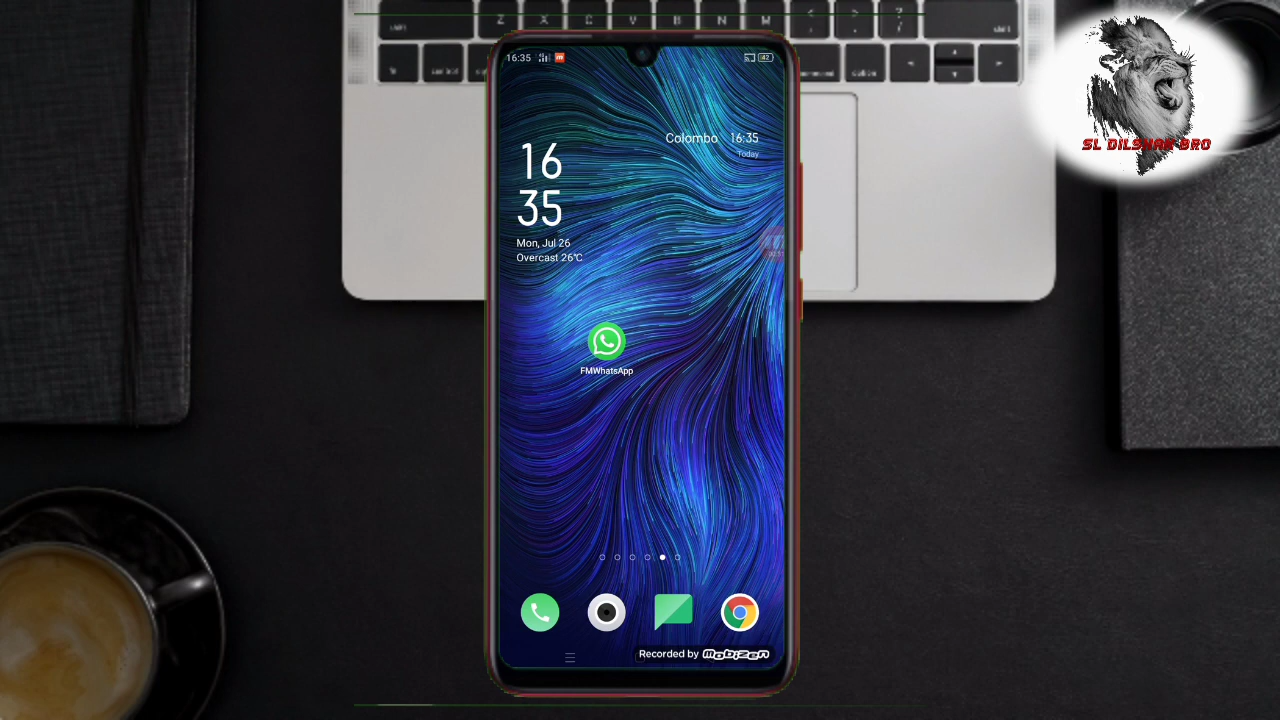 Z X C V B N M
16:35
42
Colombo 16:35
Today
16
35
Mon, Jul 26
Overcast 26°C
FMWhatsApp
Recorded by Mobizen
SL DILSHAN BRO